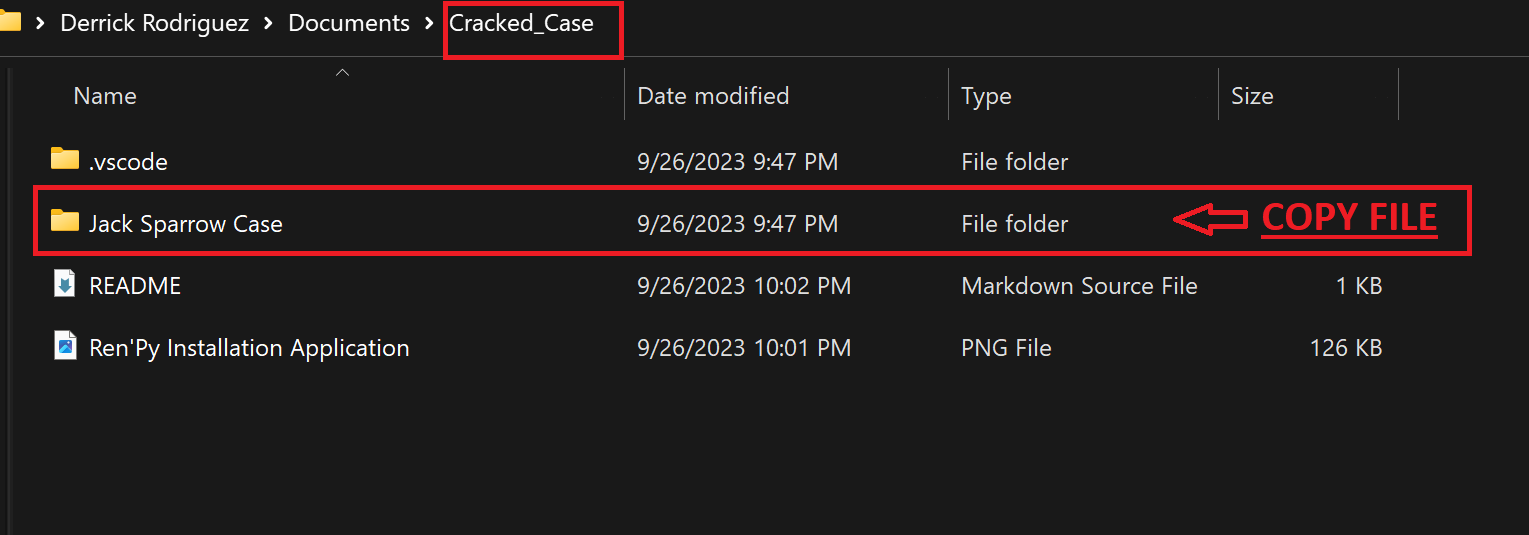 Derrick Rodriguez > Documents > Cracked_Case
Name Date modified Type Size
.vscode 9/26/2023 9:47 PM File folder
Jack Sparrow Case 9/26/2023 9:47 PM File folder COPY FILE
README 9/26/2023 10:02 PM Markdown Source File 1 KB
Ren'Py Installation Application 9/26/2023 10:01 PM PNG File 126 KB